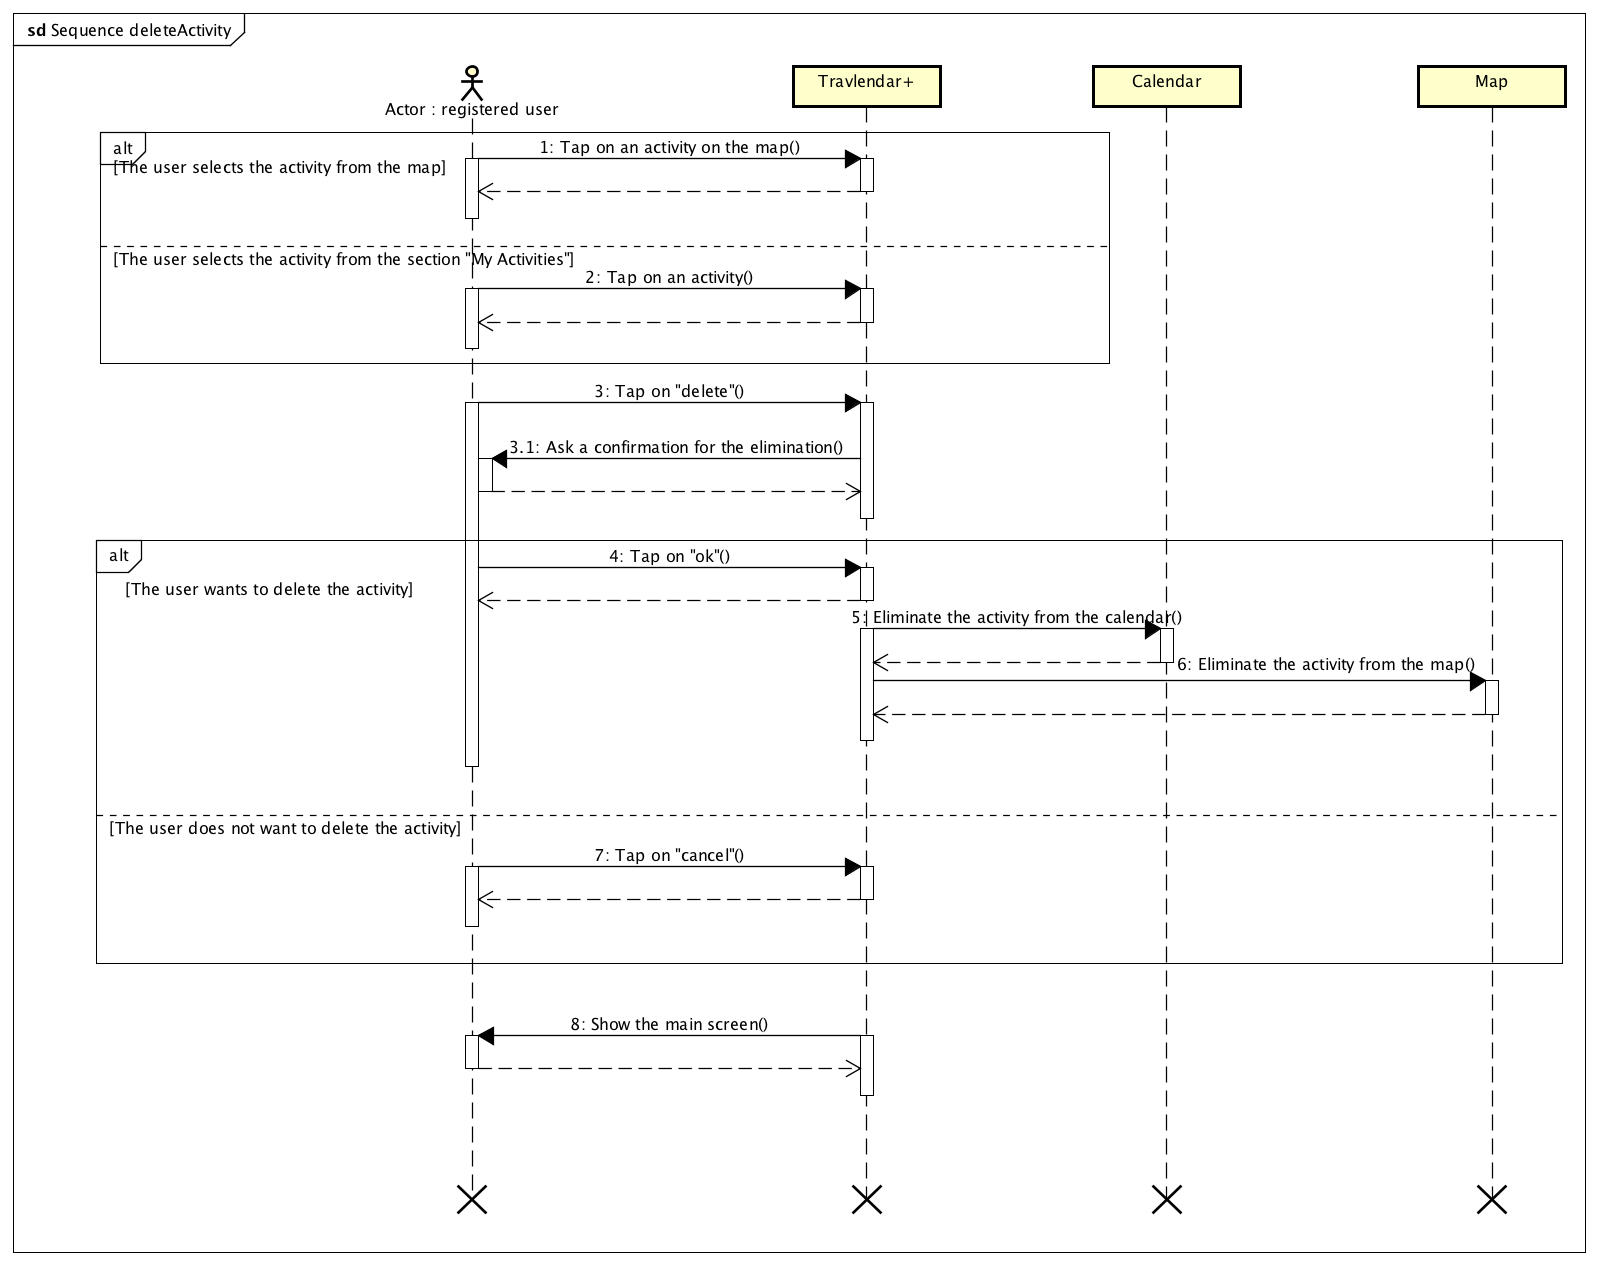 sd Sequence deleteActivity
Actor : registered user
Travlendar+
Calendar
Map
alt
1: Tap on an activity on the map()
[The user selects the activity from the map]
[The user selects the activity from the section "My Activities"]
2: Tap on an activity()
3: Tap on "delete"()
3.1: Ask a confirmation for the elimination()
alt
4: Tap on "ok"()
[The user wants to delete the activity]
5: Eliminate the activity from the calendar()
6: Eliminate the activity from the map()
[The user does not want to delete the activity]
7: Tap on "cancel"()
8: Show the main screen()